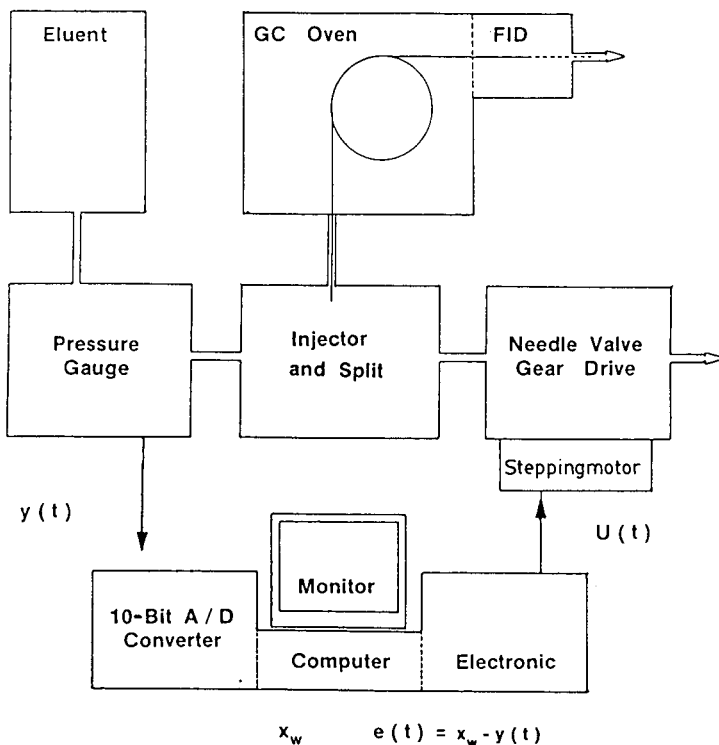 Eluent
GC Oven
FID
Pressure
Gauge
Injector
and Split
Needle Valve
Gear Drive
Steppingmotor
y(t)
U(t)
Monitor
10-Bit A/D
Converter
Computer
Electronic
x_w
e(t) = x_w - y(t)